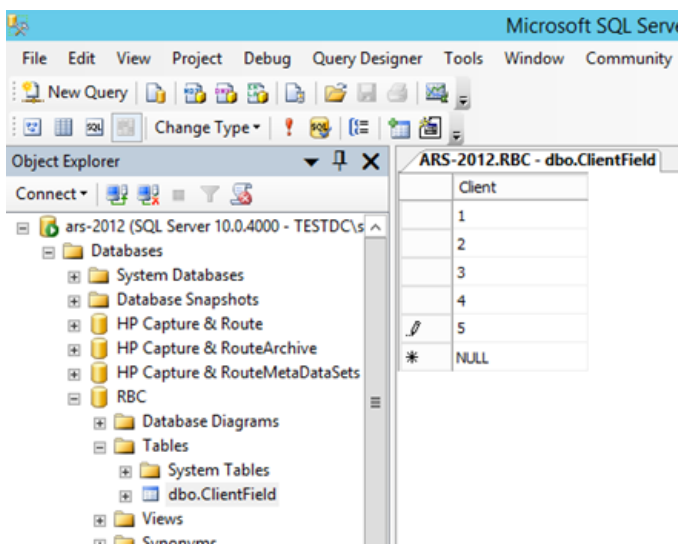 Microsoft SQL Serve
File Edit View Project Debug Query Designer Tools Window Community
New Query
SQL Change Type
Object Explorer
Connect
ars-2012 (SQL Server 10.0.4000 - TESTDC\s
Databases
System Databases
Database Snapshots
HP Capture & Route
HP Capture & RouteArchive
HP Capture & RouteMetaDataSets
RBC
Database Diagrams
Tables
System Tables
dbo.ClientField
Views
Synonyms
ARS-2012.RBC - dbo.ClientField
Client
1
2
3
4
5
NULL